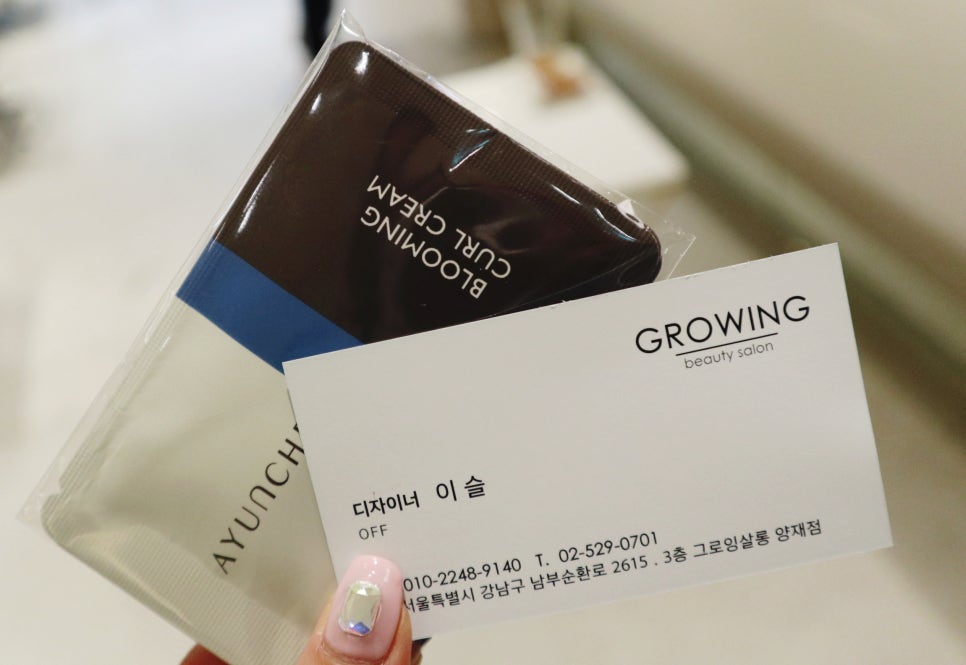 BLOOMING
CURL CREAM
GROWING
beauty salon
디자이너 이 슬
OFF
010-2248-9140 T. 02-529-0701
서울특별시 강남구 남부순환로 2615 . 3층 그로잉살롱 양재점